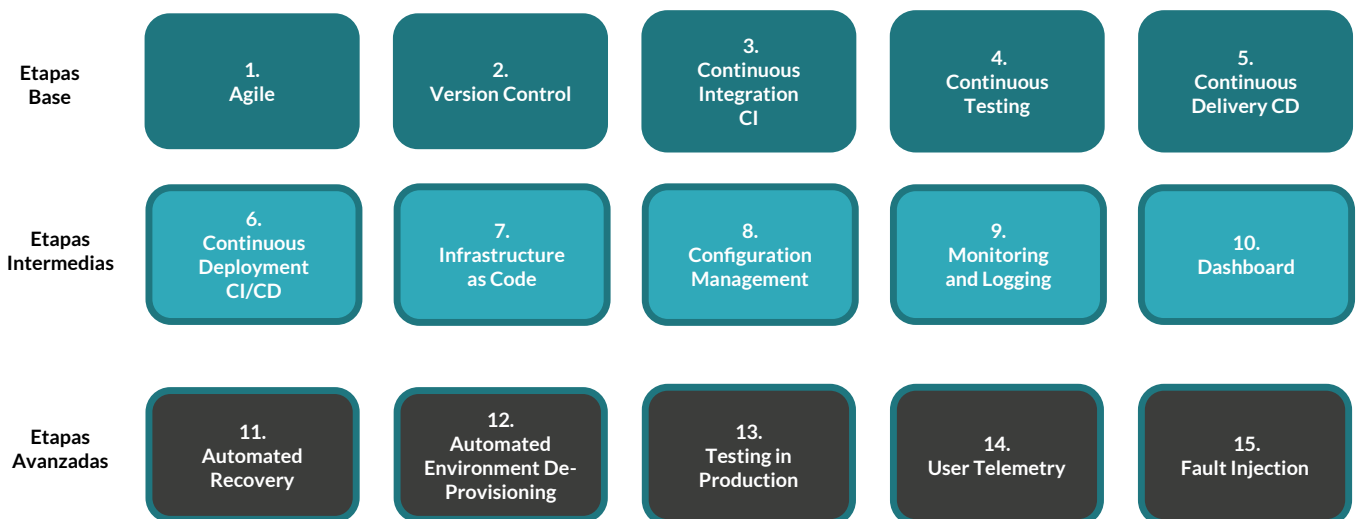 Etapas
Base
1.
Agile
2.
Version Control
3.
Continuous
Integration
CI
4.
Continuous
Testing
5.
Continuous
Delivery CD
Etapas
Intermedias
6.
Continuous
Deployment
CI/CD
7.
Infrastructure
as Code
8.
Configuration
Management
9.
Monitoring
and Logging
10.
Dashboard
Etapas
Avanzadas
11.
Automated
Recovery
12.
Automated
Environment De-
Provisioning
13.
Testing in
Production
14.
User Telemetry
15.
Fault Injection